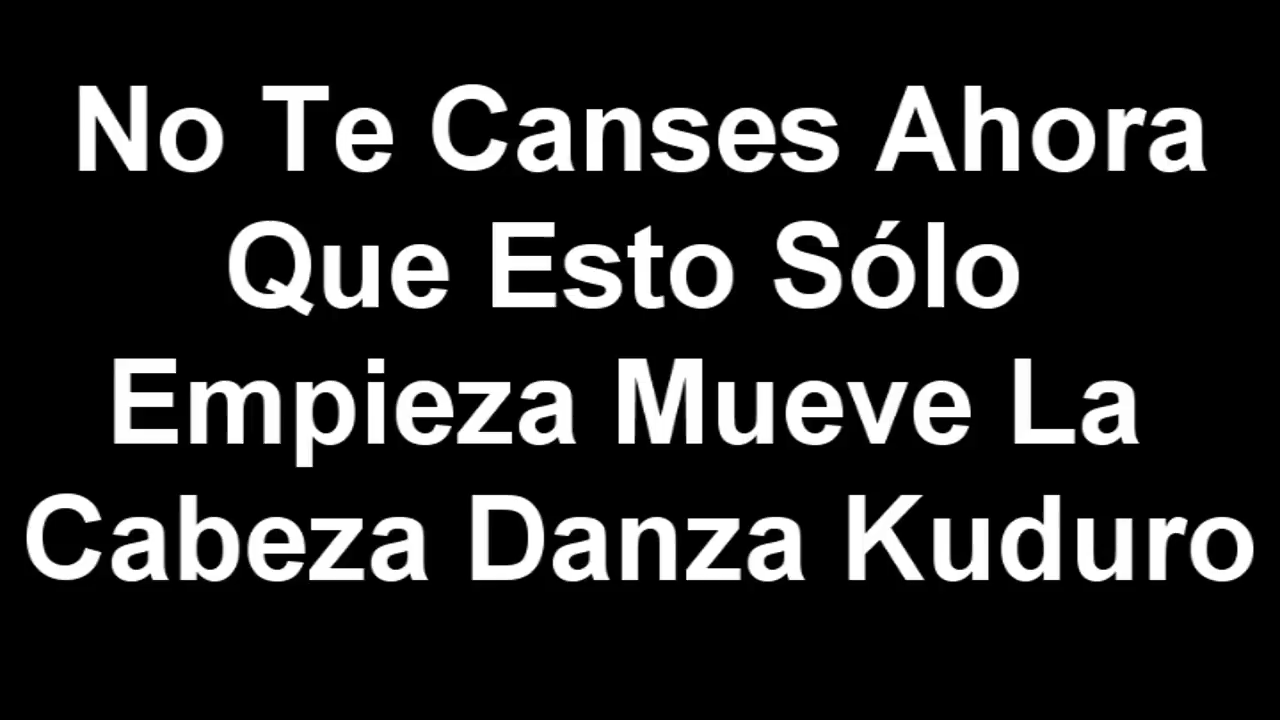 No Te Canses Ahora
Que Esto Sólo
Empieza Mueve La
Cabeza Danza Kuduro